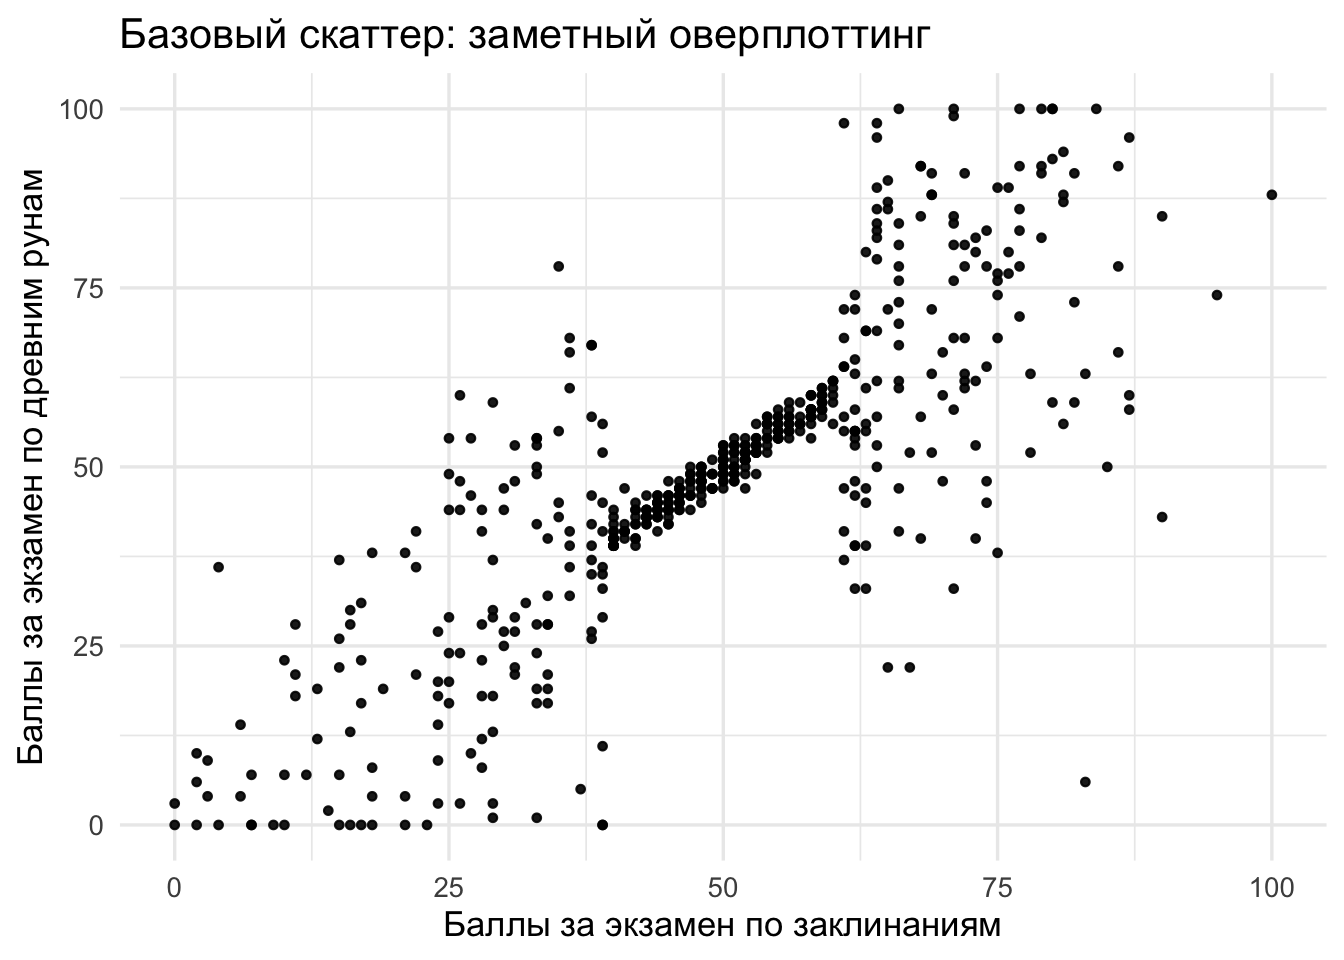 Базовый скаттер: заметный оверплоттинг
Баллы за экзамен по древним рунам
100
75
50
25
0
0 25 50 75 100
Баллы за экзамен по заклинаниям